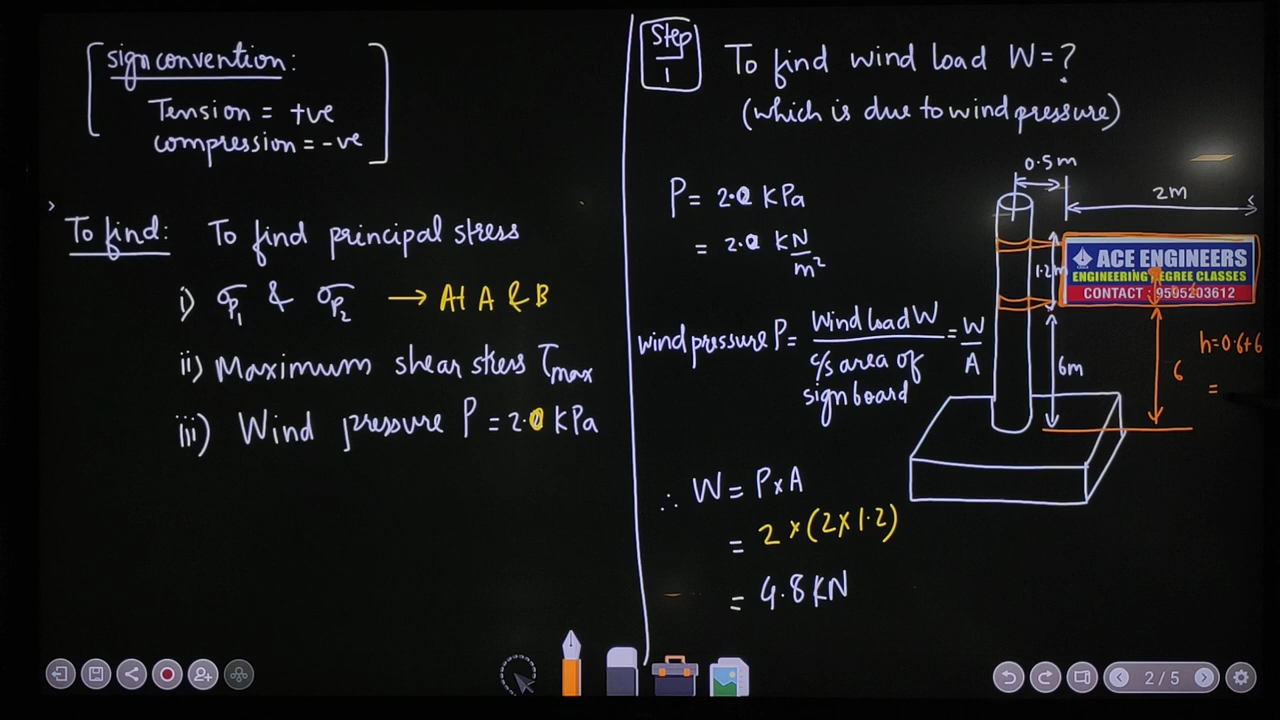 sign convention:
Tension = +ve
compression = -ve
To find: To find principal stress
i) σp1 & σp2 → At A & B
ii) Maximum shear stress τmax
iii) Wind pressure P = 2.0 KPa
Step
1
To find wind load W = ?
(which is due to wind pressure)
P = 2.0 KPa
= 2.0 KN/m²
wind pressure P = Wind load W / c/s area of sign board = W/A
∴ W = P x A
= 2 x (2 x 1.2)
= 4.8 KN
0.5m
2m
1.2m
ACE ENGINEERS
ENGINEERING DEGREE CLASSES
CONTACT : 9595203612
6m
6
h = 0.6+6
=
2 / 5